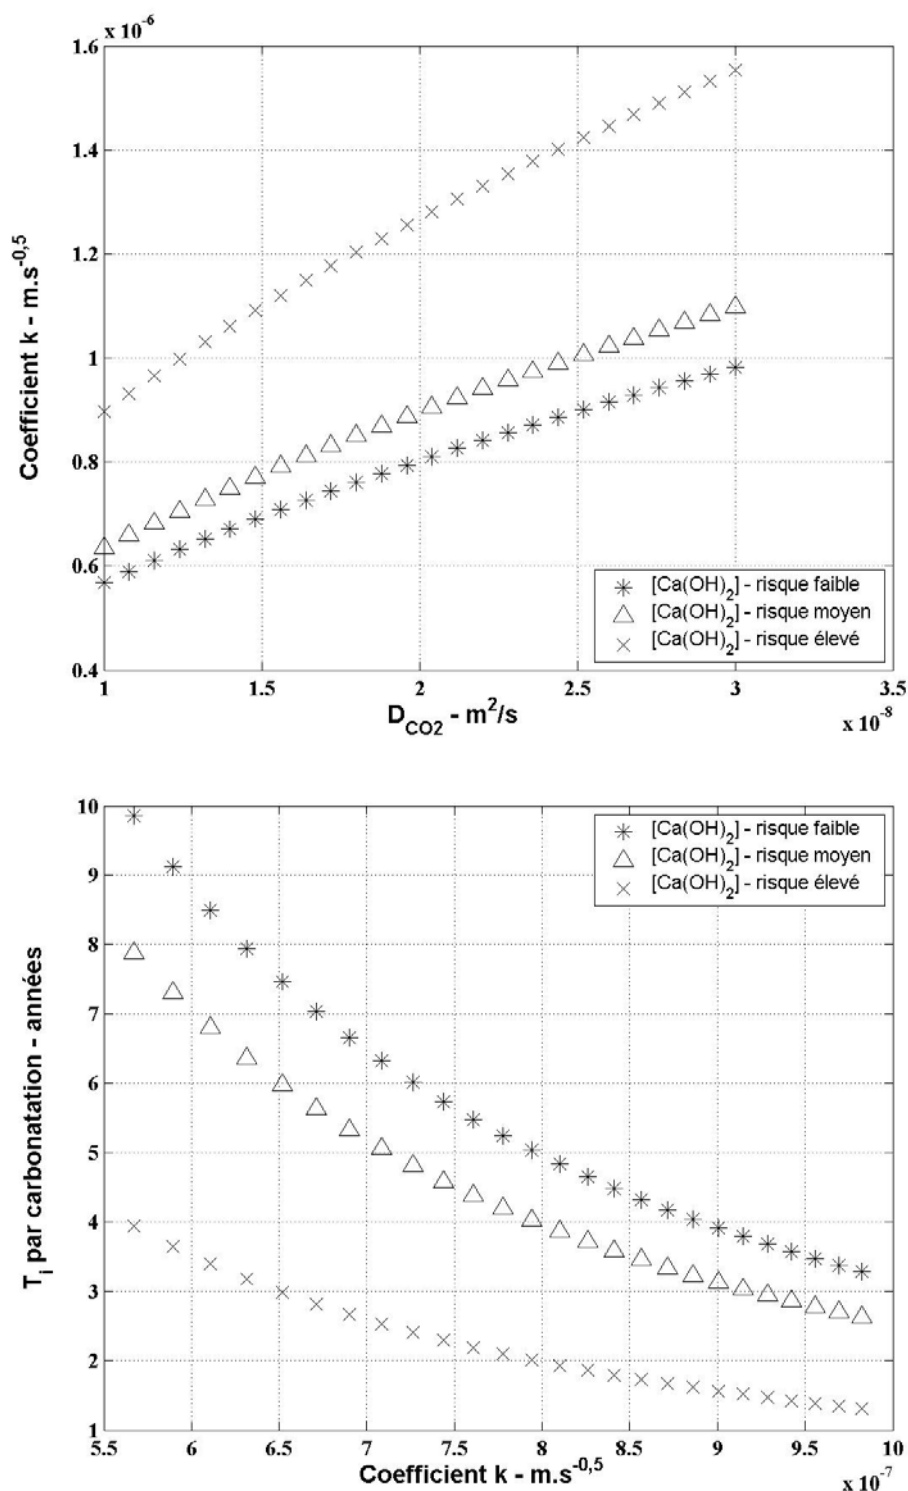 x 10-6
1.6
1.4
1.2
1
0.8
0.6
0.4
Coefficient k - m.s-0,5
[Ca(OH)2] - risque faible
[Ca(OH)2] - risque moyen
[Ca(OH)2] - risque élevé
1 1.5 2 2.5 3 3.5
DCO2 - m2/s
x 10-8
10
9
8
7
6
5
4
3
2
1
Ti par carbonatation - années
[Ca(OH)2] - risque faible
[Ca(OH)2] - risque moyen
[Ca(OH)2] - risque élevé
5.5 6 6.5 7 7.5 8 8.5 9 9.5 10
Coefficient k - m.s-0,5
x 10-7